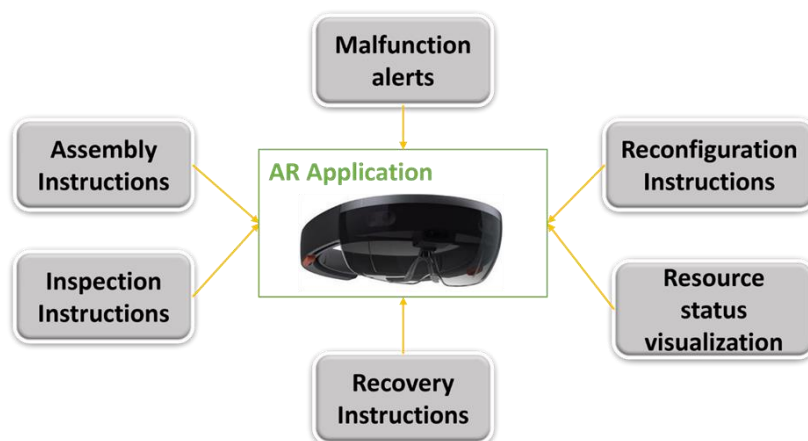 Malfunction
alerts
Assembly
Instructions
AR Application
Reconfiguration
Instructions
Inspection
Instructions
Resource
status
visualization
Recovery
Instructions